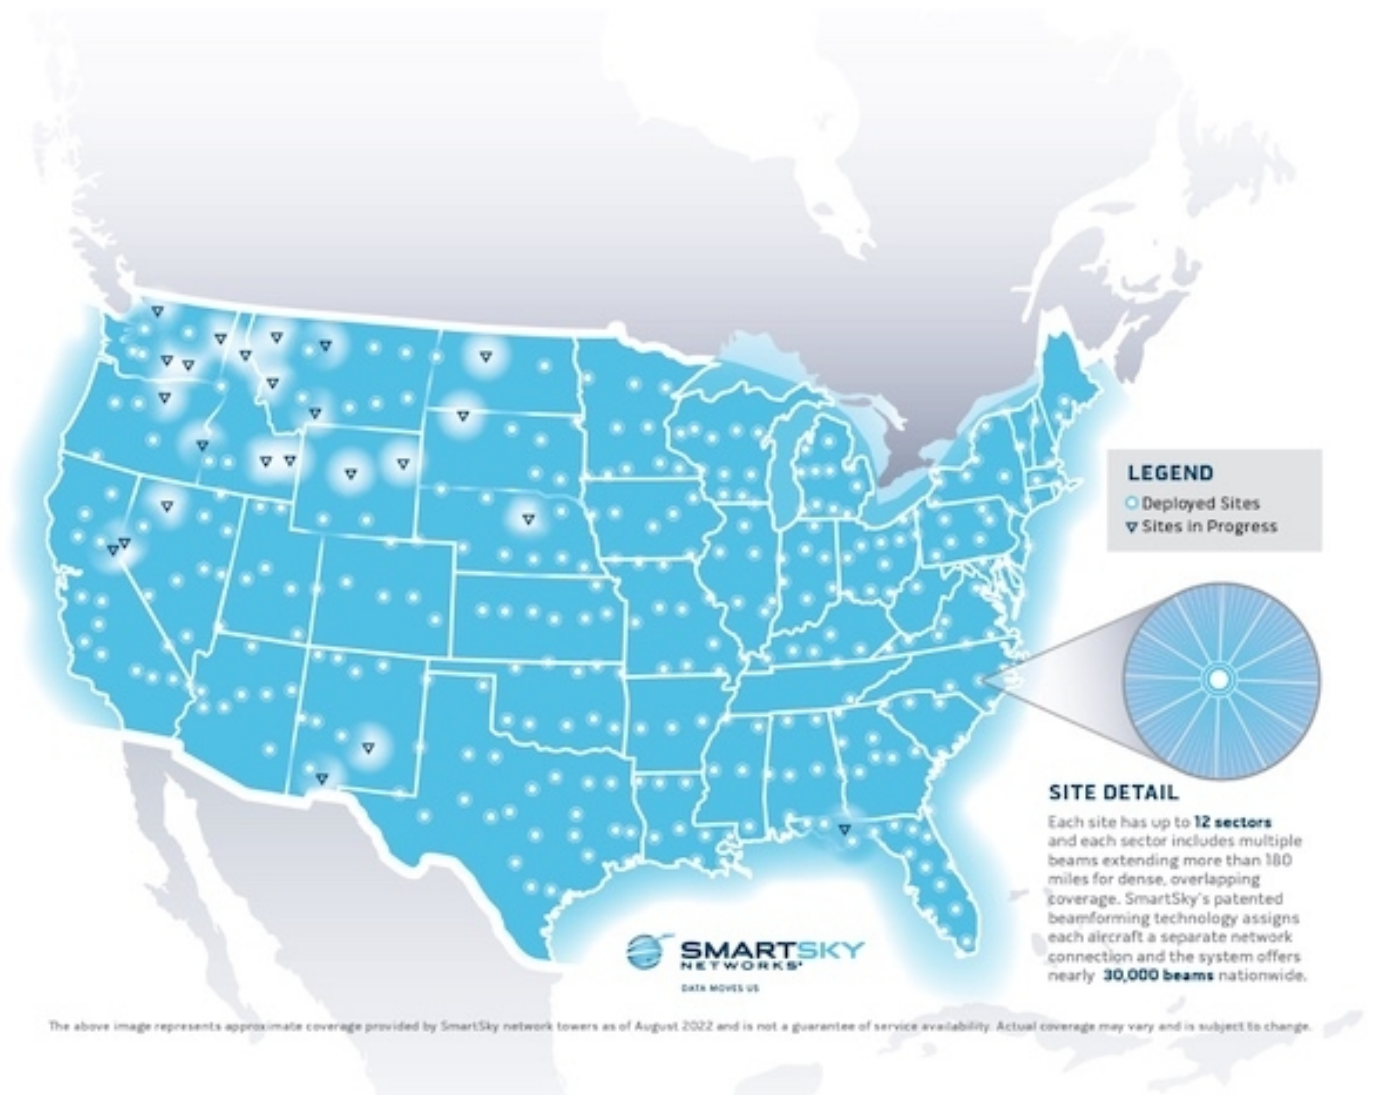 LEGEND
Deployed Sites
Sites in Progress
SITE DETAIL
Each site has up to 12 sectors
and each sector includes multiple
beams extending more than 180
miles for dense, overlapping
coverage. SmartSky's patented
beamforming technology assigns
each aircraft a separate network
connection and the system offers
nearly 30,000 beams nationwide.
SMARTSKY
NETWORKS
DATA MOVES US
The above image represents approximate coverage provided by SmartSky network towers as of August 2022 and is not a guarantee of service availability. Actual coverage may vary and is subject to change.